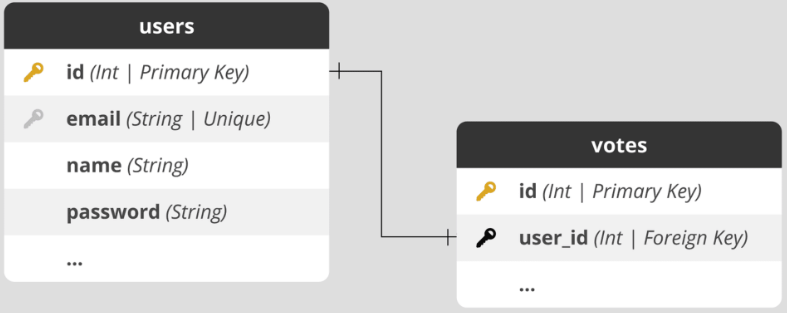 users
id (Int | Primary Key)
email (String | Unique)
name (String)
password (String)
...
votes
id (Int | Primary Key)
user_id (Int | Foreign Key)
...